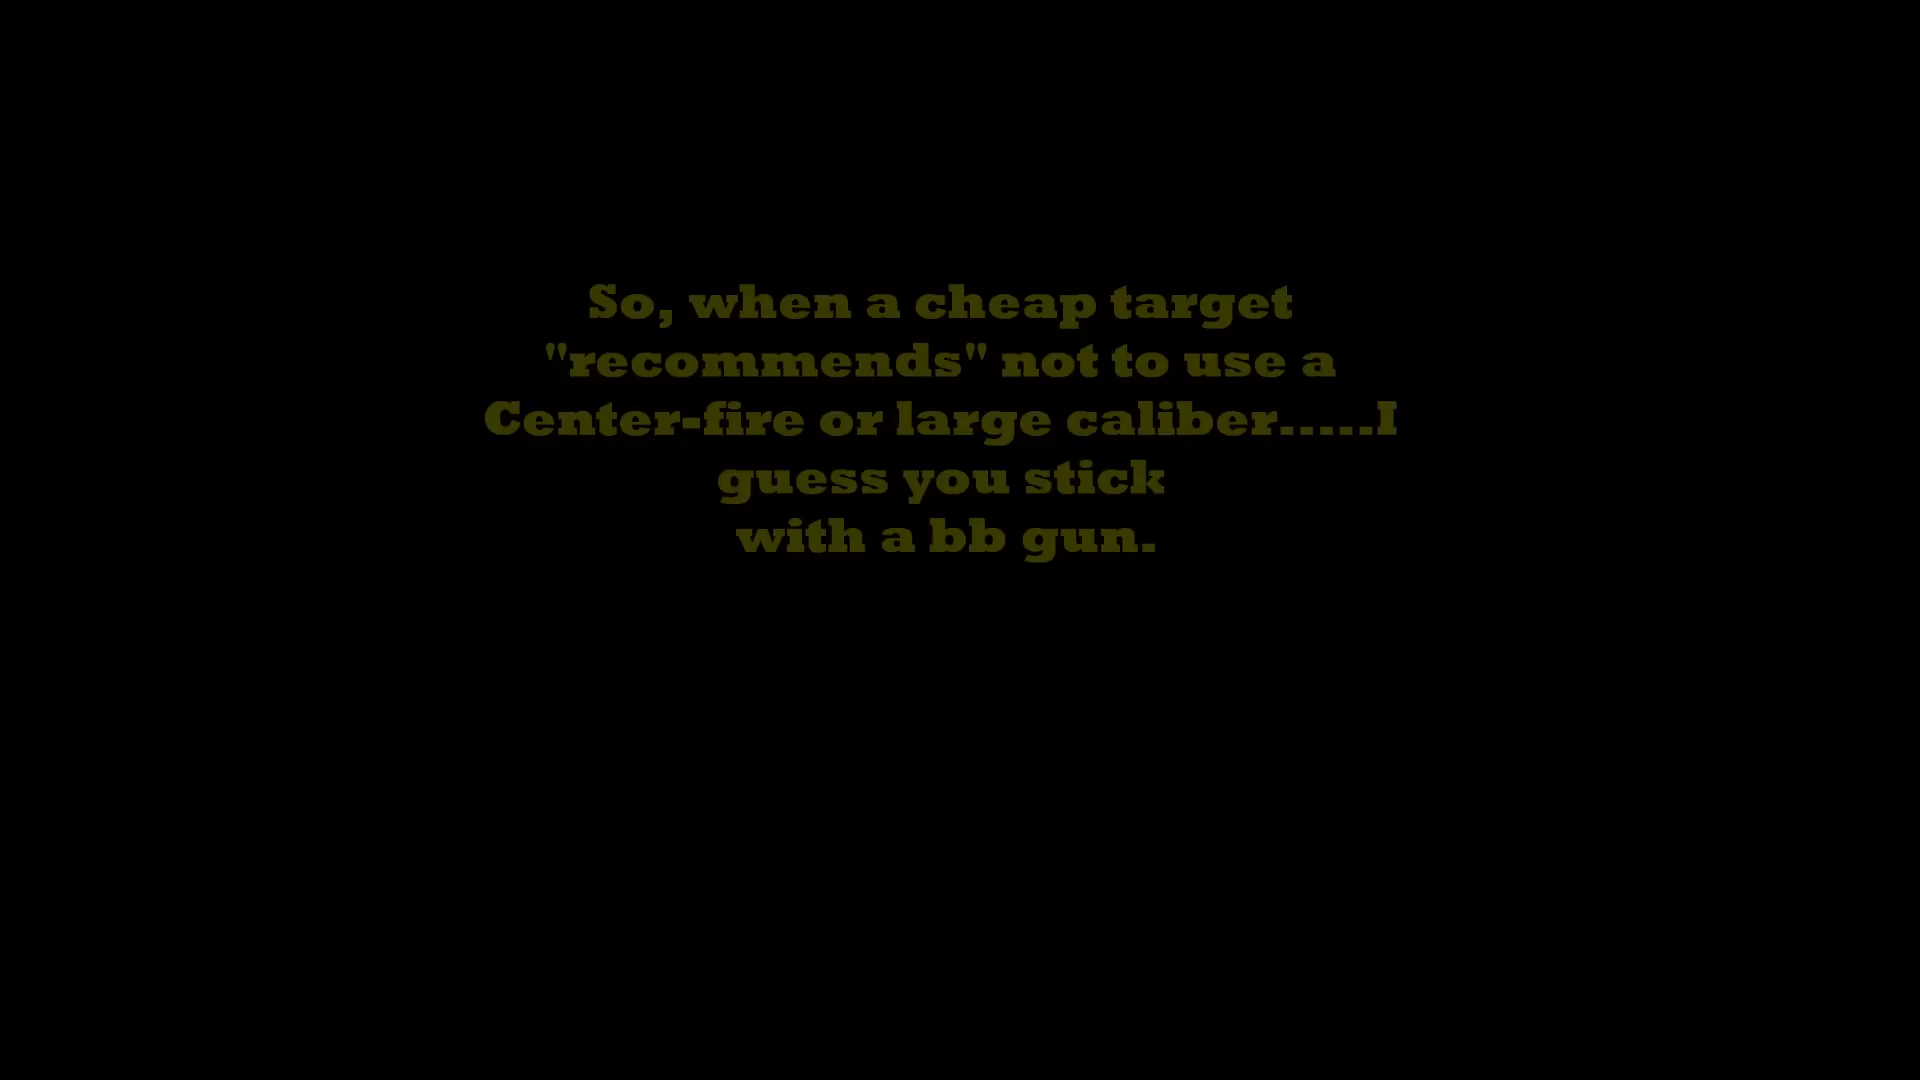 So, when a cheap target
"recommends" not to use a
Center-fire or large caliber.....I
guess you stick
with a bb gun.